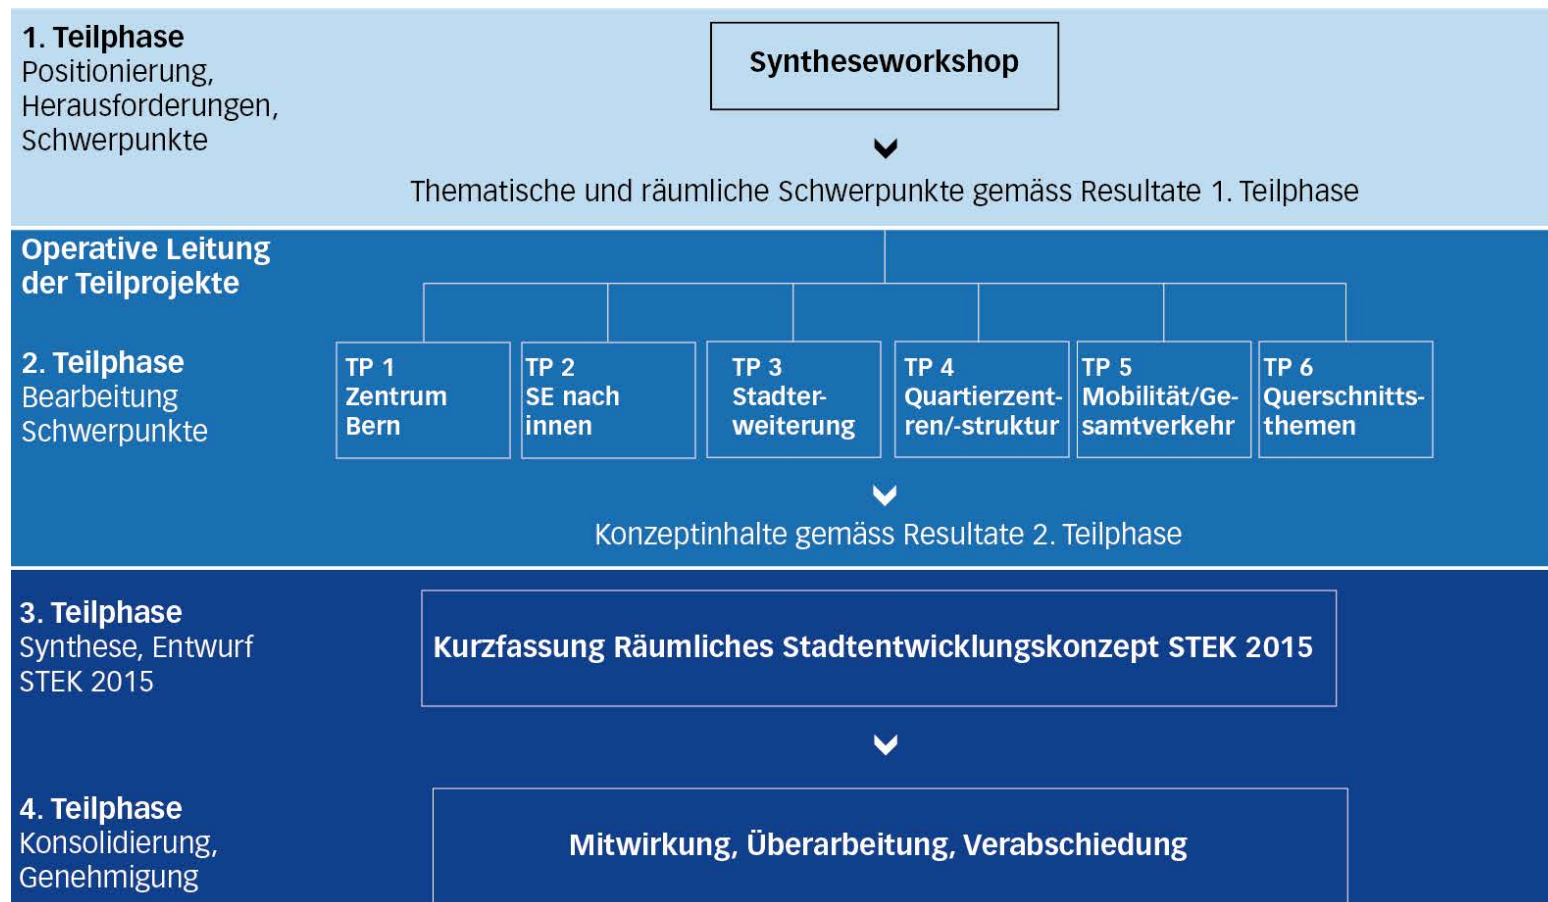 1. Teilphase
Positionierung,
Herausforderungen,
Schwerpunkte
Syntheseworkshop
Thematische und räumliche Schwerpunkte gemäss Resultate 1. Teilphase
Operative Leitung
der Teilprojekte
2. Teilphase
Bearbeitung
Schwerpunkte
TP 1
Zentrum
Bern
TP 2
SE nach
innen
TP 3
Stadter-
weiterung
TP 4
Quartierzent-
ren/-struktur
TP 5
Mobilität/Ge-
samtverkehr
TP 6
Querschnitts-
themen
Konzeptinhalte gemäss Resultate 2. Teilphase
3. Teilphase
Synthese, Entwurf
STEK 2015
Kurzfassung Räumliches Stadtentwicklungskonzept STEK 2015
4. Teilphase
Konsolidierung,
Genehmigung
Mitwirkung, Überarbeitung, Verabschiedung